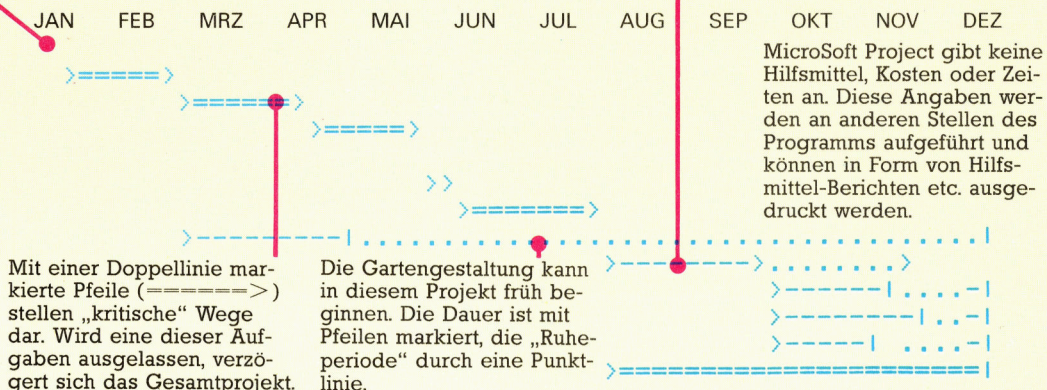 JAN FEB MRZ APR MAI JUN JUL AUG SEP OKT NOV DEZ
MicroSoft Project gibt keine
Hilfsmittel, Kosten oder Zei-
ten an. Diese Angaben wer-
den an anderen Stellen des
Programms aufgeführt und
können in Form von Hilfs-
mittel-Berichten etc. ausge-
druckt werden.
Mit einer Doppellinie mar-
kierte Pfeile (======>)
stellen „kritische“ Wege
dar. Wird eine dieser Auf-
gaben ausgelassen, verzö-
gert sich das Gesamtprojekt.
Die Gartengestaltung kann
in diesem Projekt früh be-
ginnen. Die Dauer ist mit
Pfeilen markiert, die „Ruhe-
periode“ durch eine Punkt-
linie.